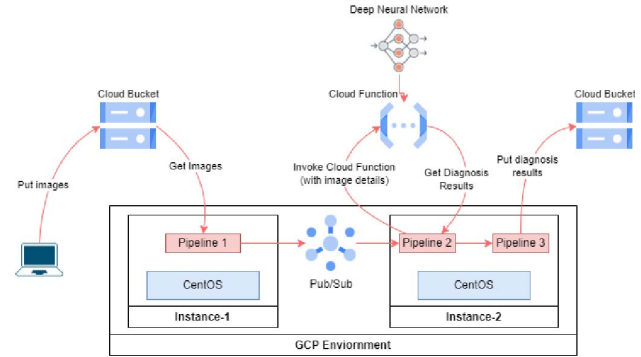 Deep Neural Network
Cloud Bucket
Cloud Function
Cloud Bucket
Get Images
Invoke Cloud Function
(with image details)
Put diagnosis
results
Get Diagnosis
Results
Put images
Pipeline 1
Pipeline 2
Pipeline 3
Pub/Sub
CentOS
CentOS
Instance-1
Instance-2
GCP Enviornment